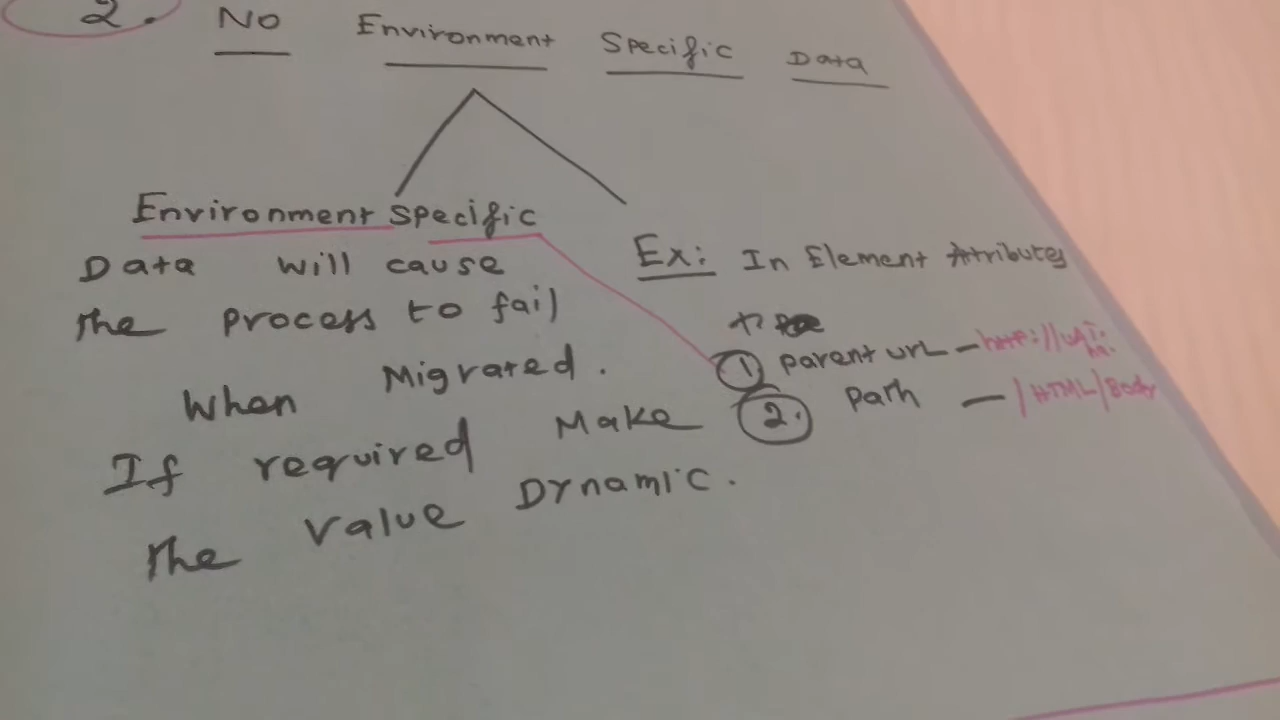 2. No Environment Specific Data
Environment Specific
Data will cause
the process to fail
when Migrated.
If required Make
the value Dynamic.
Ex: In Element Attributes
1 parent url - http://
2. path - /HTML/Body